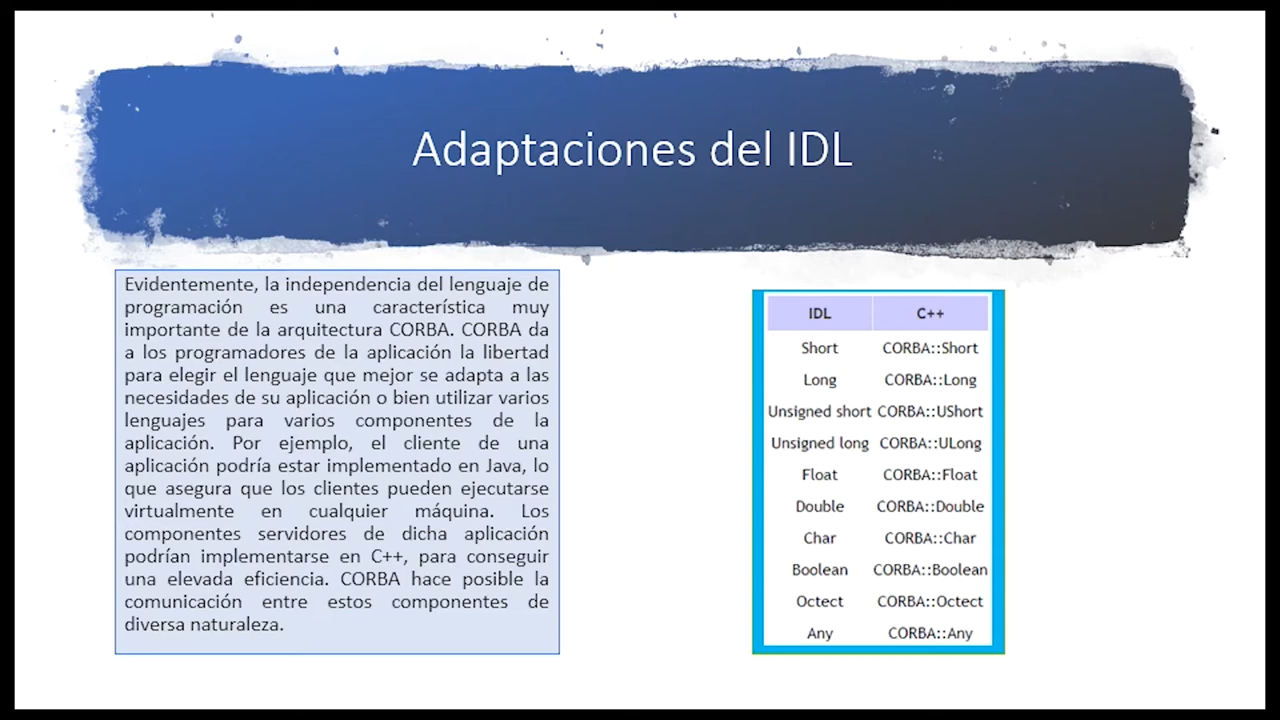 Adaptaciones del IDL
Evidentemente, la independencia del lenguaje de
programación es una característica muy
importante de la arquitectura CORBA. CORBA da
a los programadores de la aplicación la libertad
para elegir el lenguaje que mejor se adapta a las
necesidades de su aplicación o bien utilizar varios
lenguajes para varios componentes de la
aplicación. Por ejemplo, el cliente de una
aplicación podría estar implementado en Java, lo
que asegura que los clientes pueden ejecutarse
virtualmente en cualquier máquina. Los
componentes servidores de dicha aplicación
podrían implementarse en C++, para conseguir
una elevada eficiencia. CORBA hace posible la
comunicación entre estos componentes de
diversa naturaleza.
IDL C++
Short CORBA::Short
Long CORBA::Long
Unsigned short CORBA::UShort
Unsigned long CORBA::ULong
Float CORBA::Float
Double CORBA::Double
Char CORBA::Char
Boolean CORBA::Boolean
Octect CORBA::Octect
Any CORBA::Any